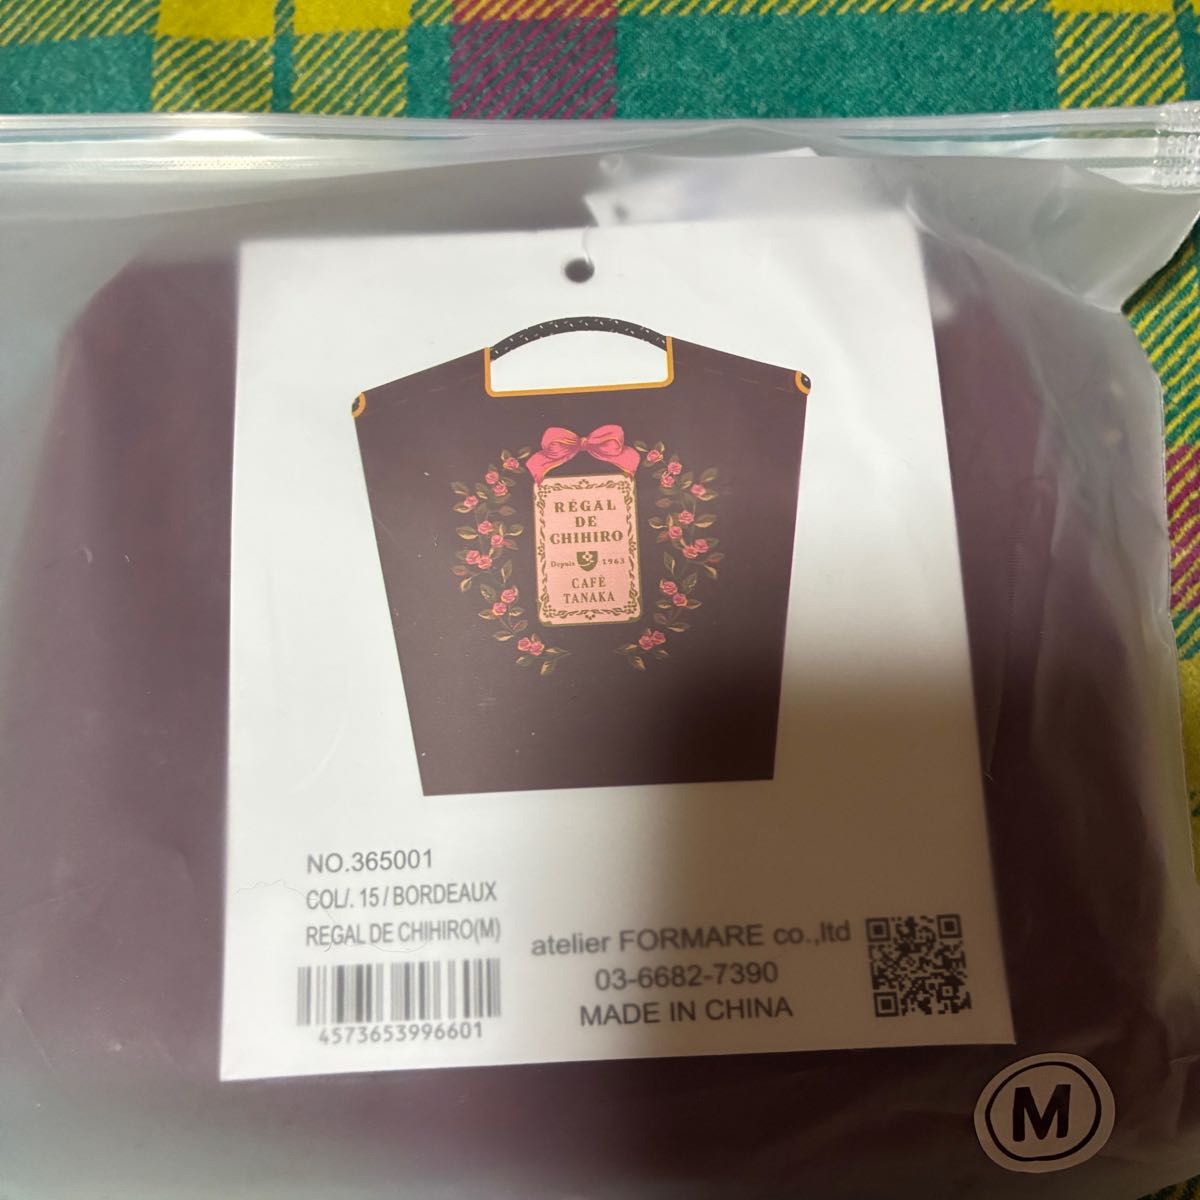 RÉGAL
DE
CHIHIRO
Depuis 1963
CAFÉ
TANAKA
NO.365001
COL/. 15 / BORDEAUX
REGAL DE CHIHIRO(M)
4573653996601
atelier FORMARE co.,ltd
03-6682-7390
MADE IN CHINA
M